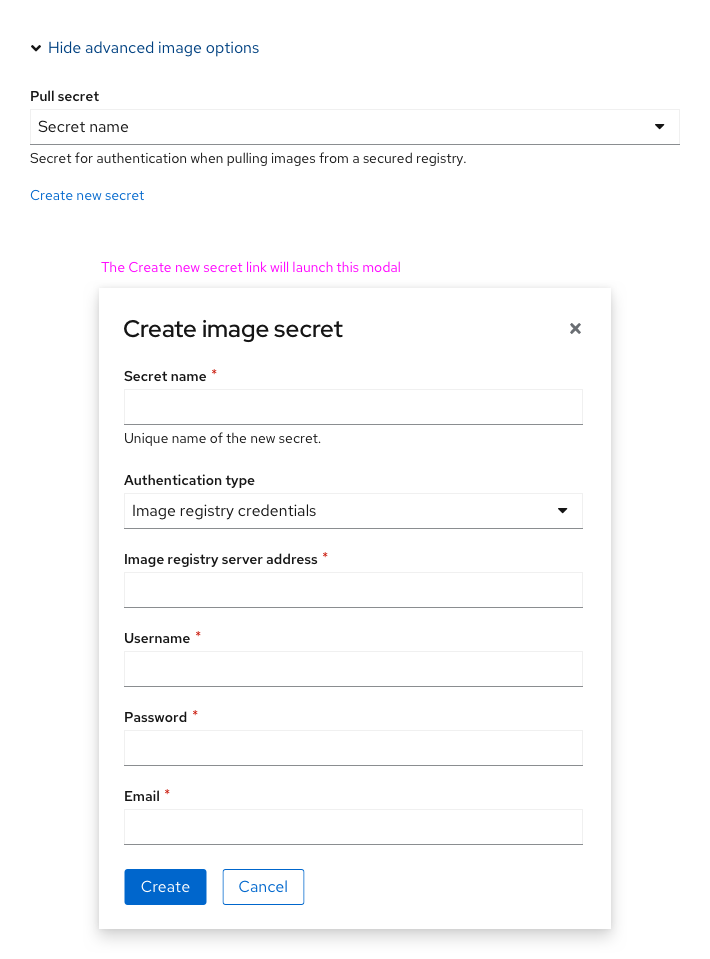 Hide advanced image options
Pull secret
Secret name
Secret for authentication when pulling images from a secured registry.
Create new secret
The Create new secret link will launch this modal
Create image secret
Secret name *
Unique name of the new secret.
Authentication type
Image registry credentials
Image registry server address *
Username *
Password *
Email *
Create Cancel